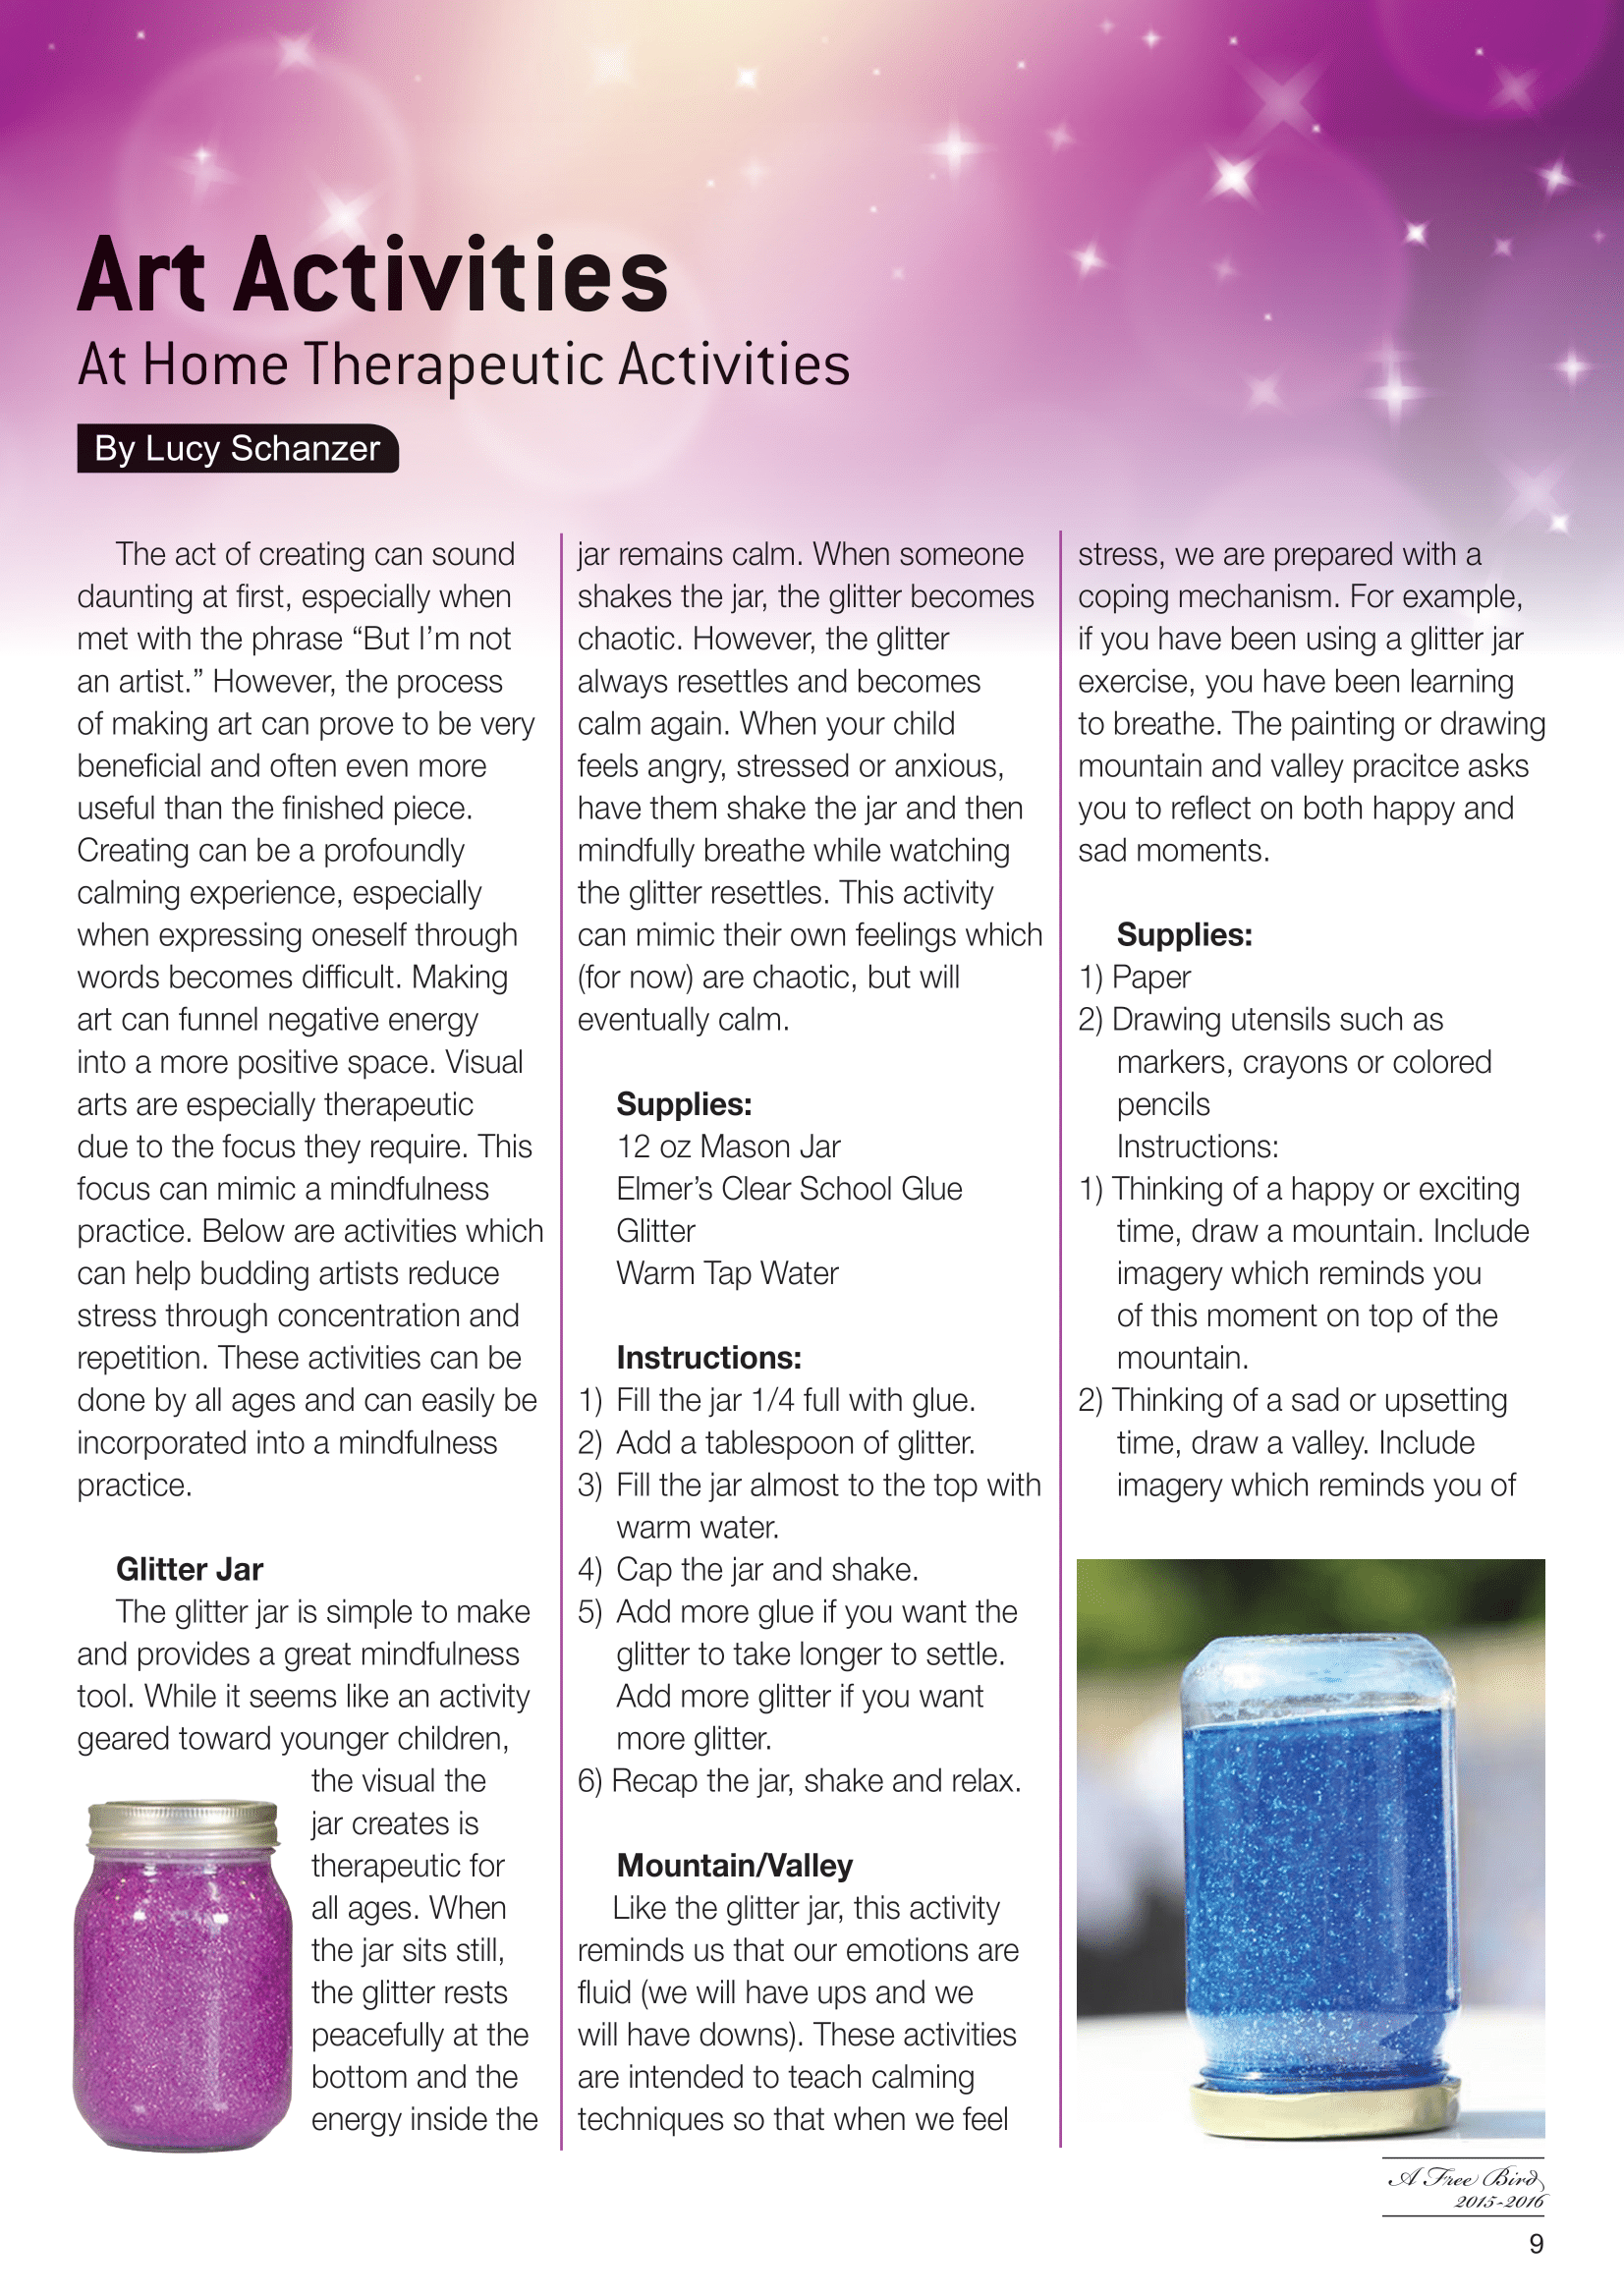 Art Activities
At Home Therapeutic Activities
By Lucy Schanzer
The act of creating can sound
daunting at first, especially when
met with the phrase “But I’m not
an artist.” However, the process
of making art can prove to be very
beneficial and often even more
useful than the finished piece.
Creating can be a profoundly
calming experience, especially
when expressing oneself through
words becomes difficult. Making
art can funnel negative energy
into a more positive space. Visual
arts are especially therapeutic
due to the focus they require. This
focus can mimic a mindfulness
practice. Below are activities which
can help budding artists reduce
stress through concentration and
repetition. These activities can be
done by all ages and can easily be
incorporated into a mindfulness
practice.
Glitter Jar
The glitter jar is simple to make
and provides a great mindfulness
tool. While it seems like an activity
geared toward younger children,
the visual the
jar creates is
therapeutic for
all ages. When
the jar sits still,
the glitter rests
peacefully at the
bottom and the
energy inside the
jar remains calm. When someone
shakes the jar, the glitter becomes
chaotic. However, the glitter
always resettles and becomes
calm again. When your child
feels angry, stressed or anxious,
have them shake the jar and then
mindfully breathe while watching
the glitter resettles. This activity
can mimic their own feelings which
(for now) are chaotic, but will
eventually calm.
Supplies:
12 oz Mason Jar
Elmer’s Clear School Glue
Glitter
Warm Tap Water
Instructions:
1) Fill the jar 1/4 full with glue.
2) Add a tablespoon of glitter.
3) Fill the jar almost to the top with
warm water.
4) Cap the jar and shake.
5) Add more glue if you want the
glitter to take longer to settle.
Add more glitter if you want
more glitter.
6) Recap the jar, shake and relax.
Mountain/Valley
Like the glitter jar, this activity
reminds us that our emotions are
fluid (we will have ups and we
will have downs). These activities
are intended to teach calming
techniques so that when we feel
stress, we are prepared with a
coping mechanism. For example,
if you have been using a glitter jar
exercise, you have been learning
to breathe. The painting or drawing
mountain and valley pracitce asks
you to reflect on both happy and
sad moments.
Supplies:
1) Paper
2) Drawing utensils such as
markers, crayons or colored
pencils
Instructions:
1) Thinking of a happy or exciting
time, draw a mountain. Include
imagery which reminds you
of this moment on top of the
mountain.
2) Thinking of a sad or upsetting
time, draw a valley. Include
imagery which reminds you of
A Free Bird
2015-2016
9